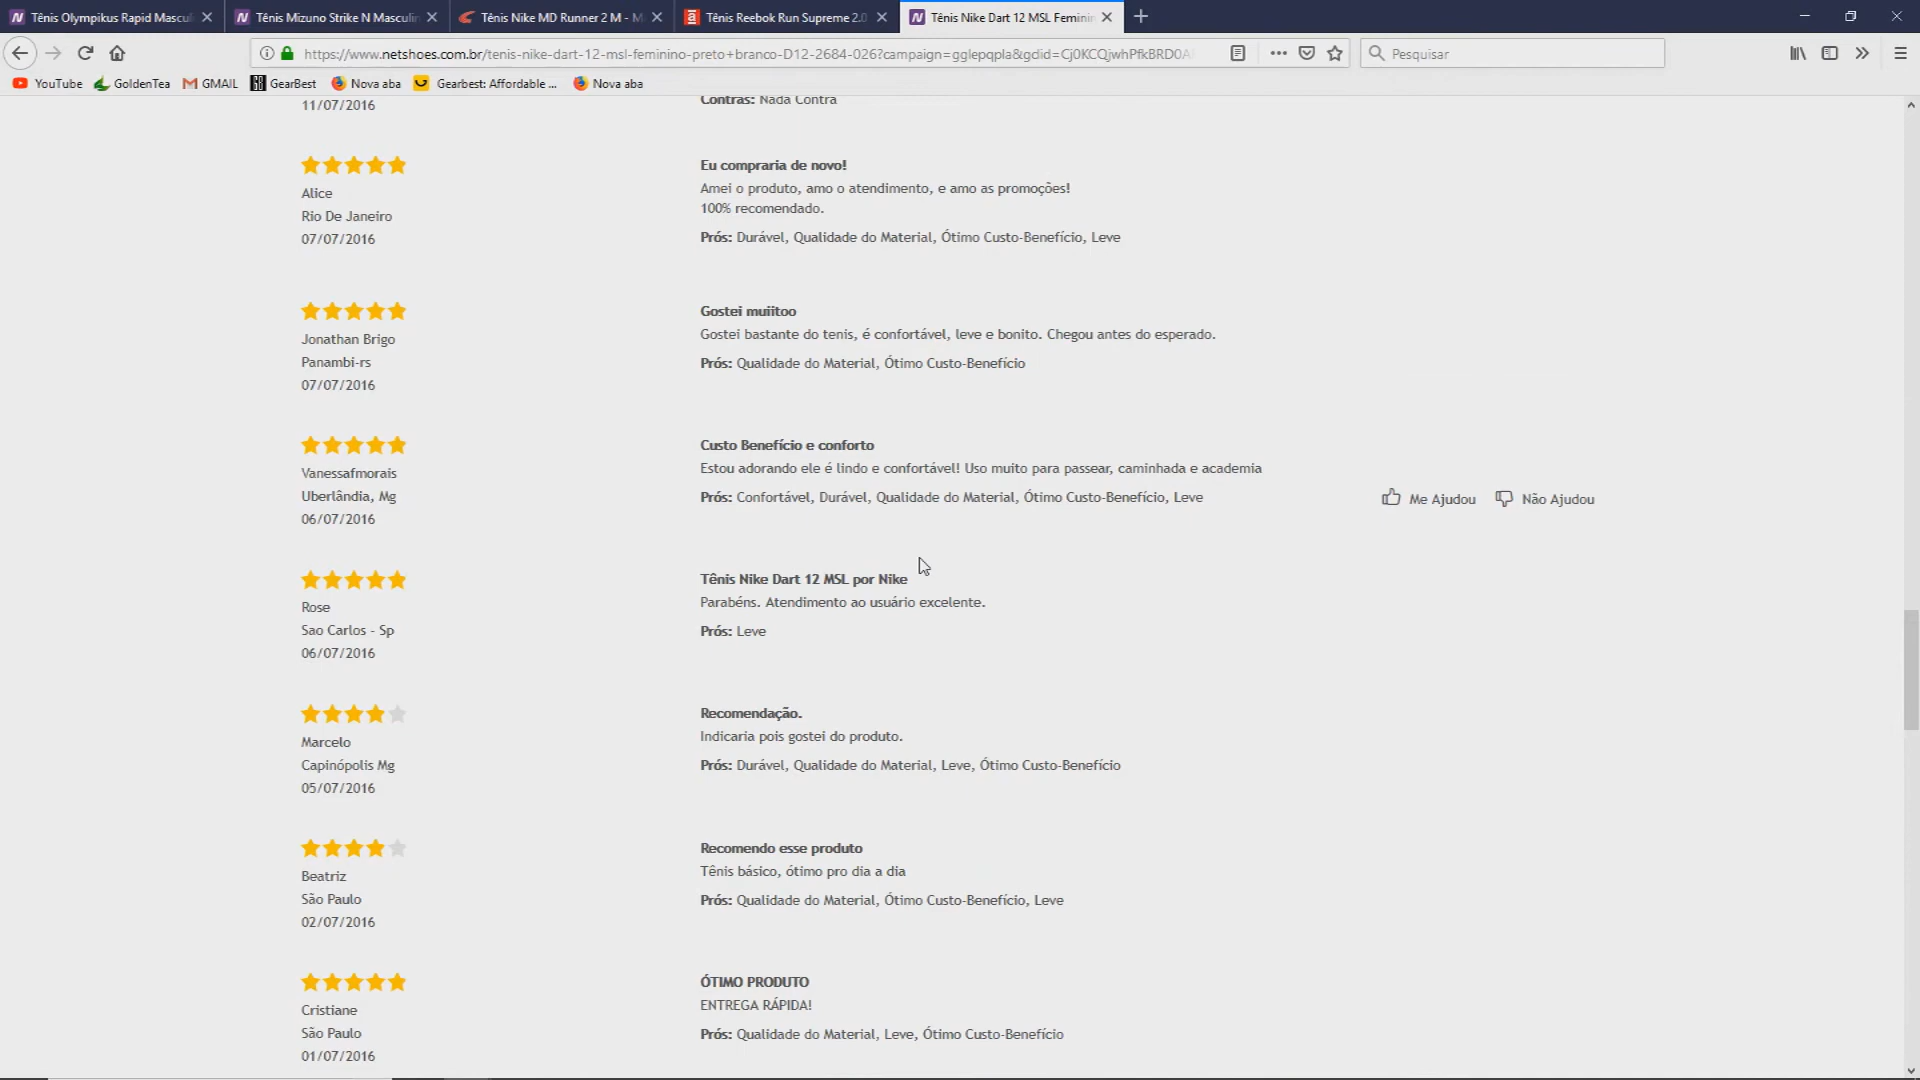 Tênis Olympikus Rapid Mascul
Tênis Mizuno Strike N Masculin
Tênis Nike MD Runner 2 M - M
Tênis Reebok Run Supreme 2.0
Tênis Nike Dart 12 MSL Feminin
https://www.netshoes.com.br/tenis-nike-dart-12-msl-feminino-preto+branco-D12-2684-026?campaign=gglepqpla&gclid=Cj0KCQjwhPfkBRD0A
Pesquisar
YouTube
GoldenTea
GMAIL
GearBest
Nova aba
Gearbest: Affordable ...
Nova aba
11/07/2016
Contras: Nada Contra
Eu compraria de novo!
Alice
Amei o produto, amo o atendimento, e amo as promoções!
Rio De Janeiro
100% recomendado.
07/07/2016
Prós: Durável, Qualidade do Material, Ótimo Custo-Benefício, Leve
Gostei muiitoo
Jonathan Brigo
Gostei bastante do tenis, é confortável, leve e bonito. Chegou antes do esperado.
Panambi-rs
Prós: Qualidade do Material, Ótimo Custo-Benefício
07/07/2016
Custo Benefício e conforto
Vanessafmorais
Estou adorando ele é lindo e confortável! Uso muito para passear, caminhada e academia
Uberlândia, Mg
Prós: Confortável, Durável, Qualidade do Material, Ótimo Custo-Benefício, Leve
Me Ajudou
Não Ajudou
06/07/2016
Tênis Nike Dart 12 MSL por Nike
Rose
Parabéns. Atendimento ao usuário excelente.
Sao Carlos - Sp
Prós: Leve
06/07/2016
Recomendação.
Marcelo
Indicaria pois gostei do produto.
Capinópolis Mg
Prós: Durável, Qualidade do Material, Leve, Ótimo Custo-Benefício
05/07/2016
Recomendo esse produto
Beatriz
Tênis básico, ótimo pro dia a dia
São Paulo
Prós: Qualidade do Material, Ótimo Custo-Benefício, Leve
02/07/2016
ÓTIMO PRODUTO
Cristiane
ENTREGA RÁPIDA!
São Paulo
Prós: Qualidade do Material, Leve, Ótimo Custo-Benefício
01/07/2016